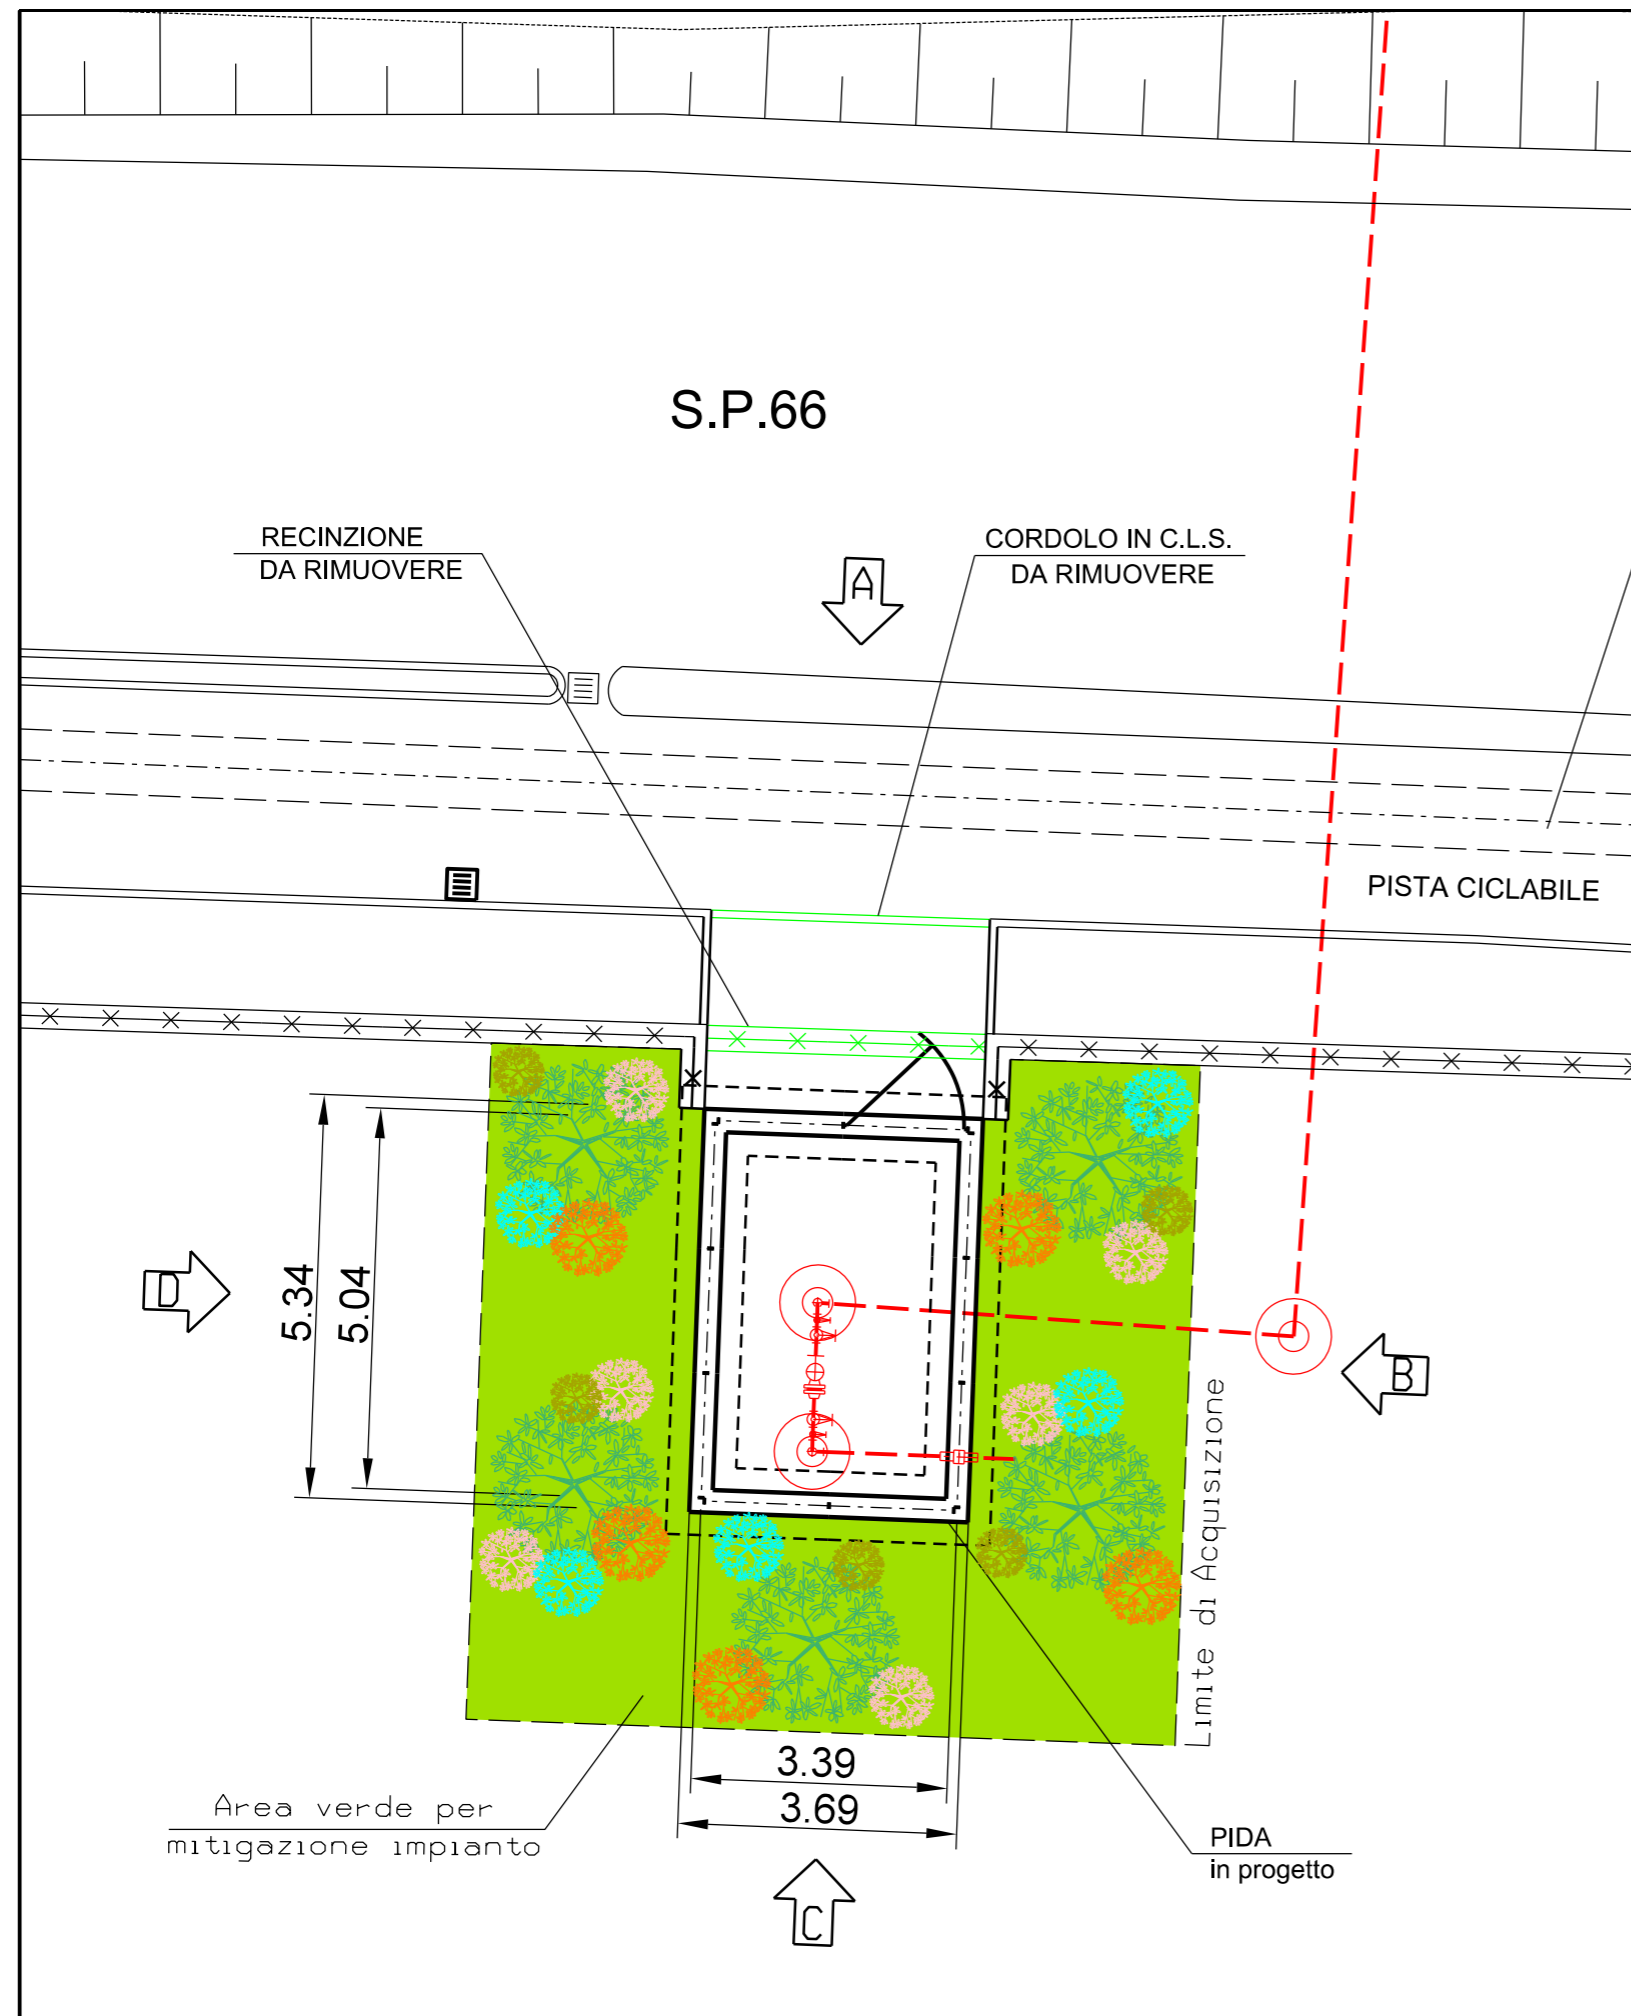 S.P.66
RECINZIONE
DA RIMUOVERE
CORDOLO IN C.L.S.
DA RIMUOVERE
A
PISTA CICLABILE
D
5.34
5.04
B
Limite di Acquisizione
3.39
3.69
Area verde per
mitigazione impianto
PIDA
in progetto
C